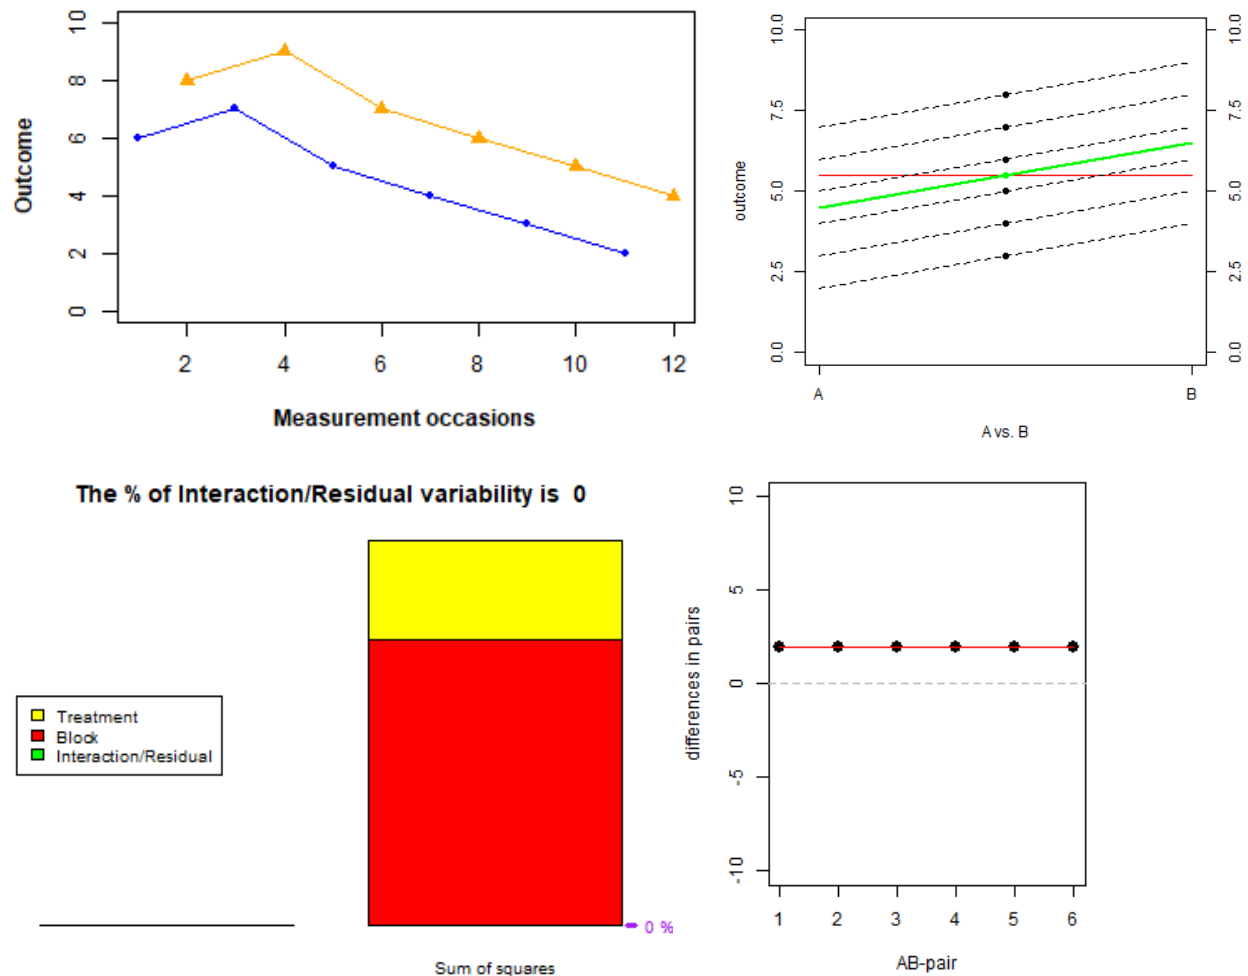 10
8
6
4
2
0
Outcome
2 4 6 8 10 12
Measurement occasions
10.0
7.5
5.0
2.5
0.0
outcome
10.0
7.5
5.0
2.5
0.0
A B
A vs. B
The % of Interaction/Residual variability is 0
Treatment
Block
Interaction/Residual
0 %
Sum of squares
10
5
0
-5
-10
differences in pairs
1 2 3 4 5 6
AB-pair